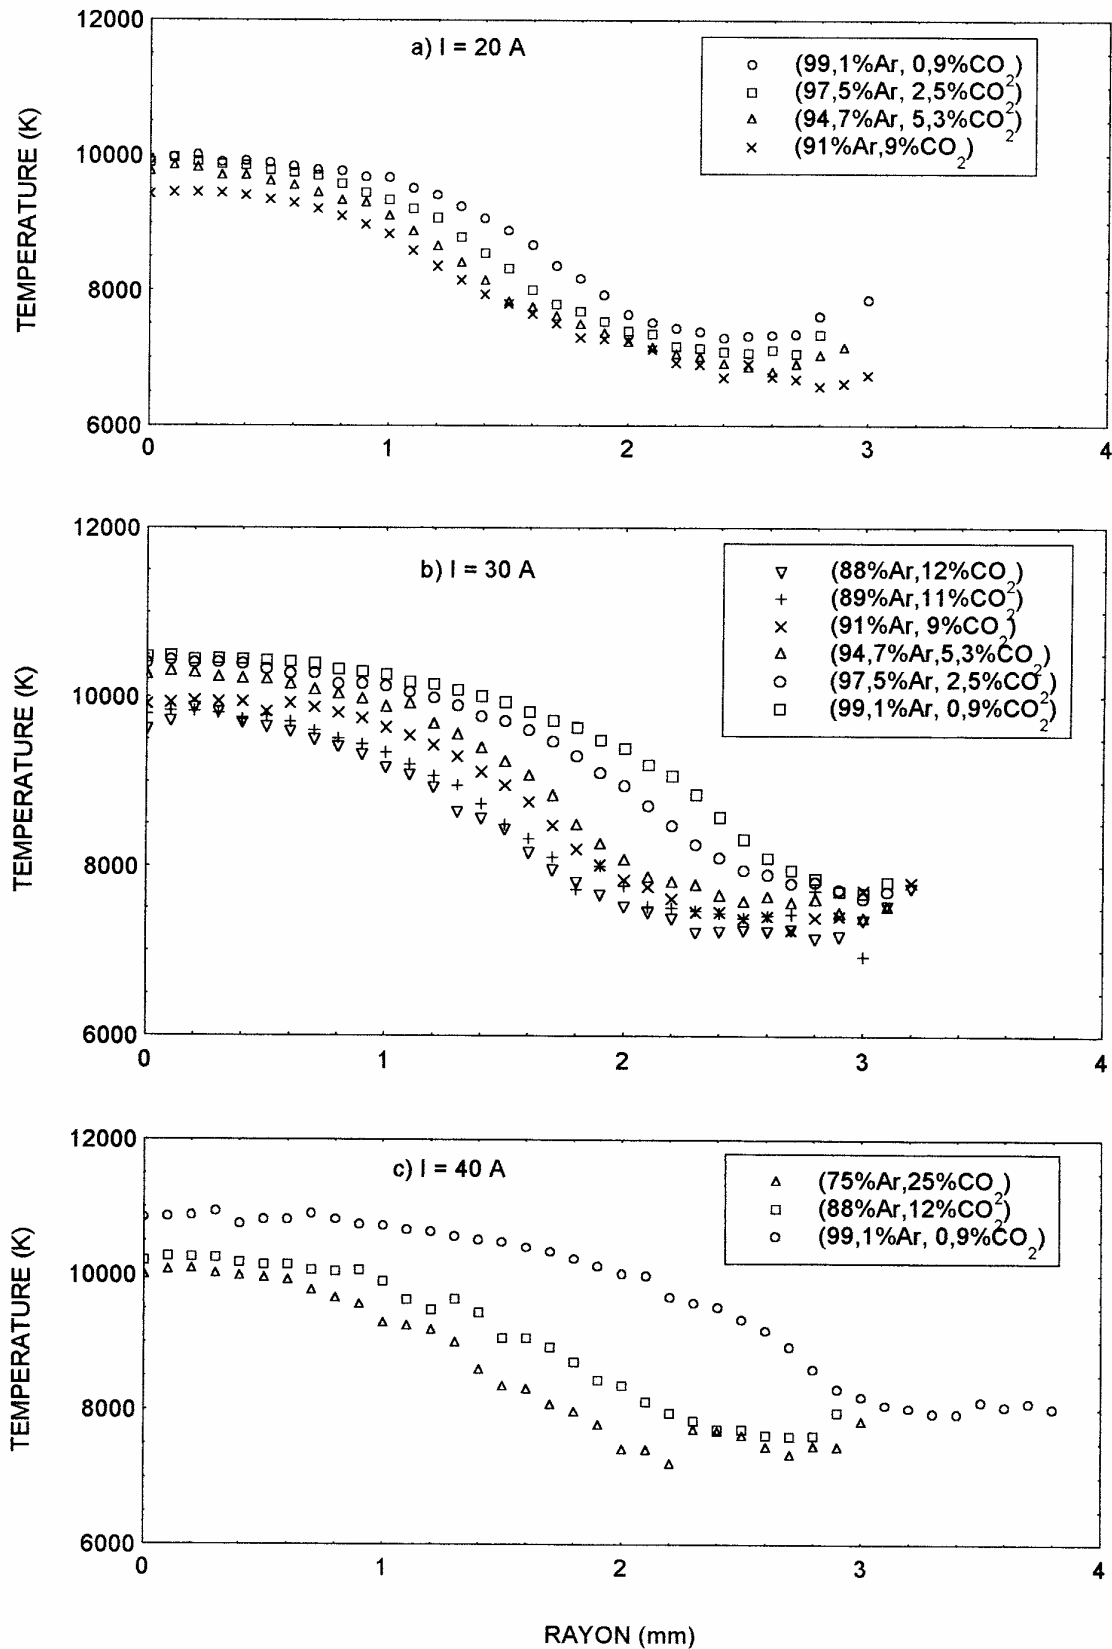 a) I = 20 A
(99,1%Ar, 0,9%CO2)
(97,5%Ar, 2,5%CO2)
(94,7%Ar, 5,3%CO2)
(91%Ar,9%CO2)
TEMPERATURE (K)
12000
10000
8000
6000
0 1 2 3 4
b) I = 30 A
(88%Ar,12%CO2)
(89%Ar,11%CO2)
(91%Ar, 9%CO2)
(94,7%Ar,5,3%CO2)
(97,5%Ar, 2,5%CO2)
(99,1%Ar, 0,9%CO2)
TEMPERATURE (K)
12000
10000
8000
6000
0 1 2 3 4
c) I = 40 A
(75%Ar,25%CO2)
(88%Ar,12%CO2)
(99,1%Ar, 0,9%CO2)
TEMPERATURE (K)
12000
10000
8000
6000
0 1 2 3 4
RAYON (mm)